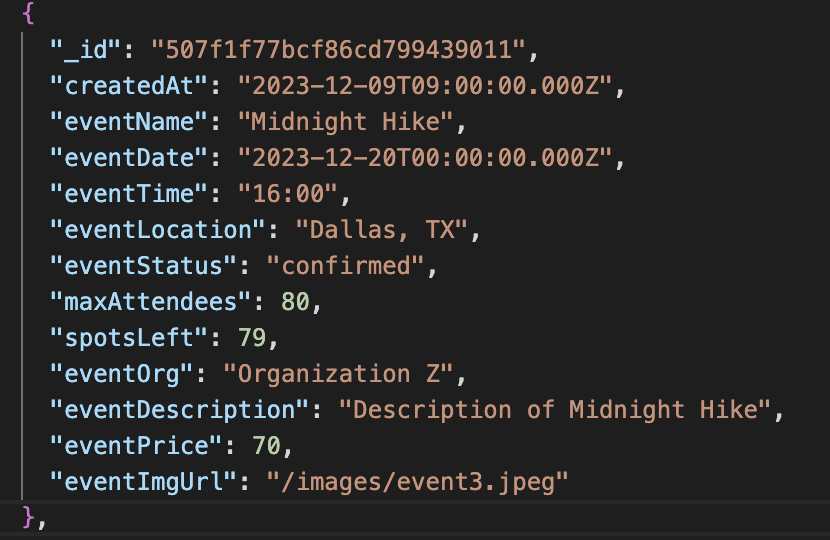 {
"_id": "507f1f77bcf86cd799439011",
"createdAt": "2023-12-09T09:00:00.000Z",
"eventName": "Midnight Hike",
"eventDate": "2023-12-20T00:00:00.000Z",
"eventTime": "16:00",
"eventLocation": "Dallas, TX",
"eventStatus": "confirmed",
"maxAttendees": 80,
"spotsLeft": 79,
"eventOrg": "Organization Z",
"eventDescription": "Description of Midnight Hike",
"eventPrice": 70,
"eventImgUrl": "/images/event3.jpeg"
},